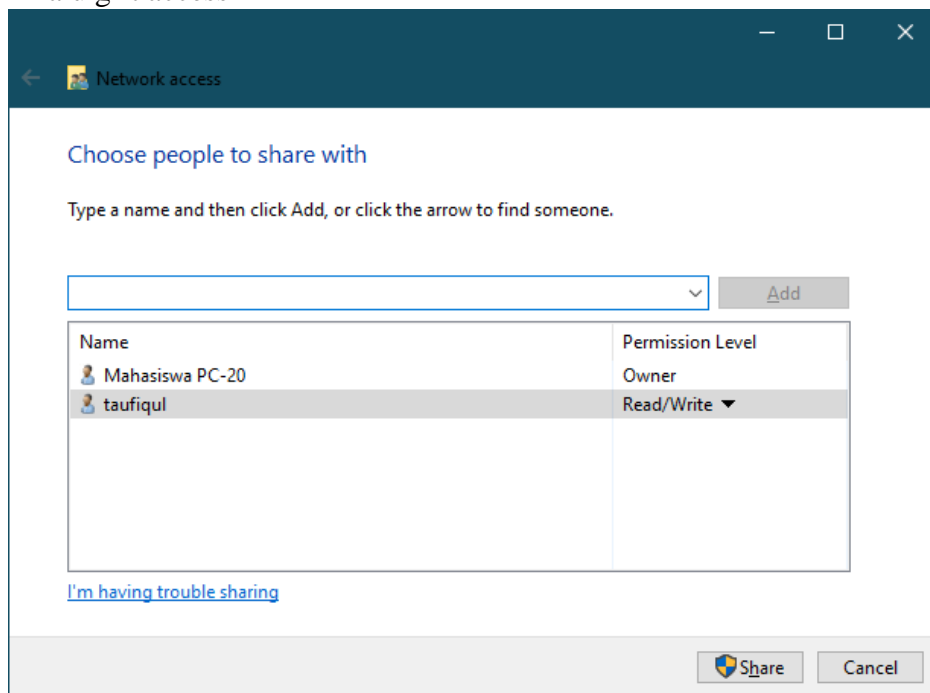 Network access
Choose people to share with
Type a name and then click Add, or click the arrow to find someone.
Add
Name Permission Level
Mahasiswa PC-20 Owner
taufiqul Read/Write
I'm having trouble sharing
Share Cancel